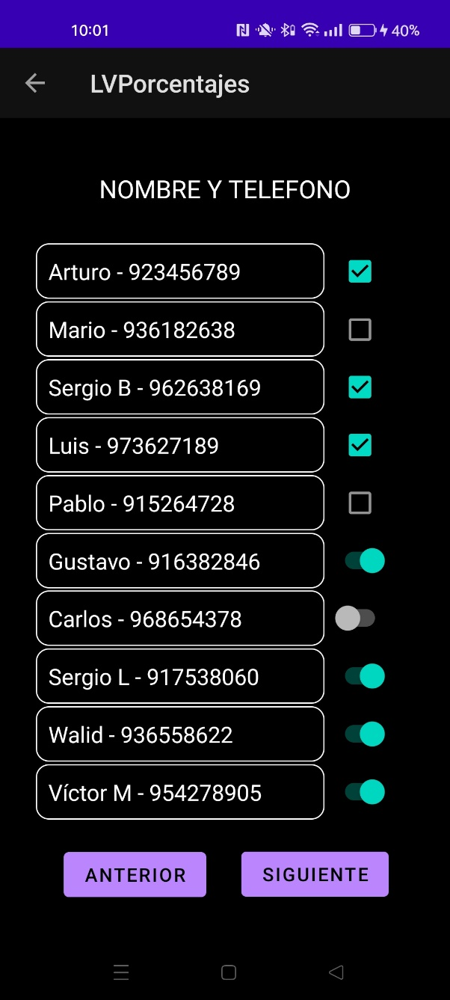 10:01
40%
LVPorcentajes
NOMBRE Y TELEFONO
Arturo - 923456789
Mario - 936182638
Sergio B - 962638169
Luis - 973627189
Pablo - 915264728
Gustavo - 916382846
Carlos - 968654378
Sergio L - 917538060
Walid - 936558622
Víctor M - 954278905
ANTERIOR
SIGUIENTE